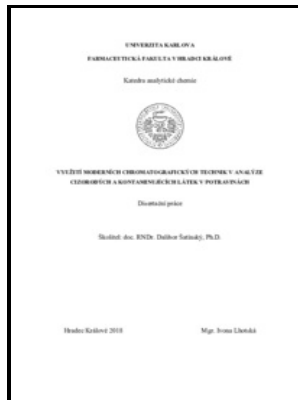 UNIVERZITA KARLOVA
FARMACEUTICKÁ FAKULTA V HRADCI KRÁLOVÉ
Katedra analytické chemie
VYUŽITÍ MODERNÍCH CHROMATOGRAFICKÝCH TECHNIK V ANALÝZE
CIZORODÝCH A KONTAMINUJÍCÍCH LÁTEK V POTRAVINÁCH
Disertační práce
Školitel: doc. RNDr. Dalibor Šatínský, Ph.D.
Hradec Králové 2018 Mgr. Ivona Lhotská